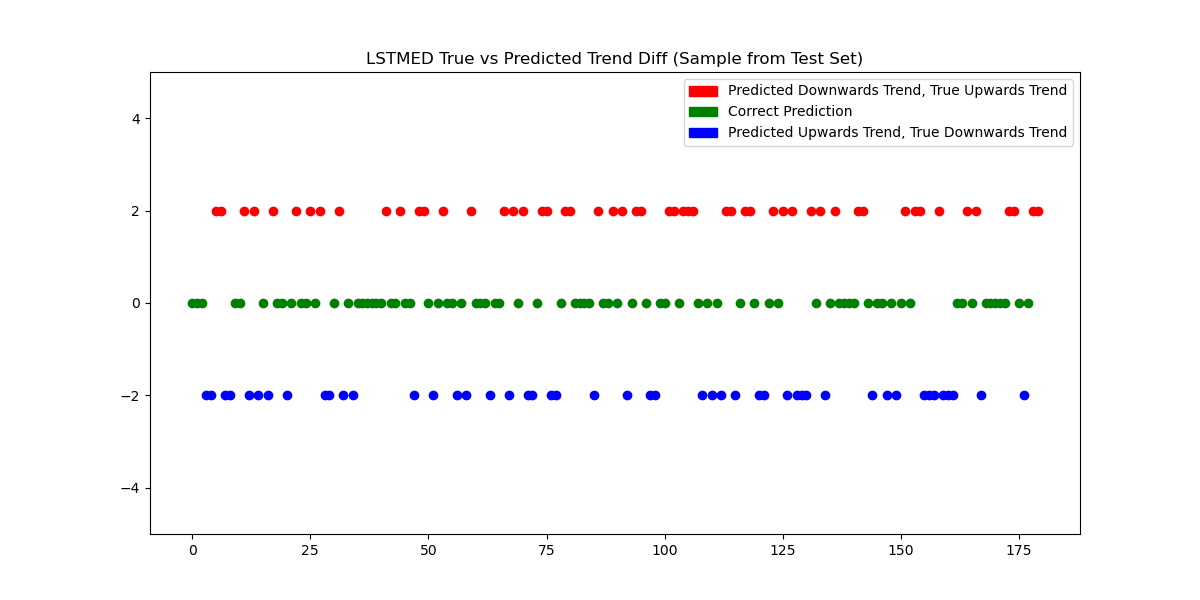 LSTMED True vs Predicted Trend Diff (Sample from Test Set)
Predicted Downwards Trend, True Upwards Trend
Correct Prediction
Predicted Upwards Trend, True Downwards Trend
4
2
0
−2
−4
0 25 50 75 100 125 150 175